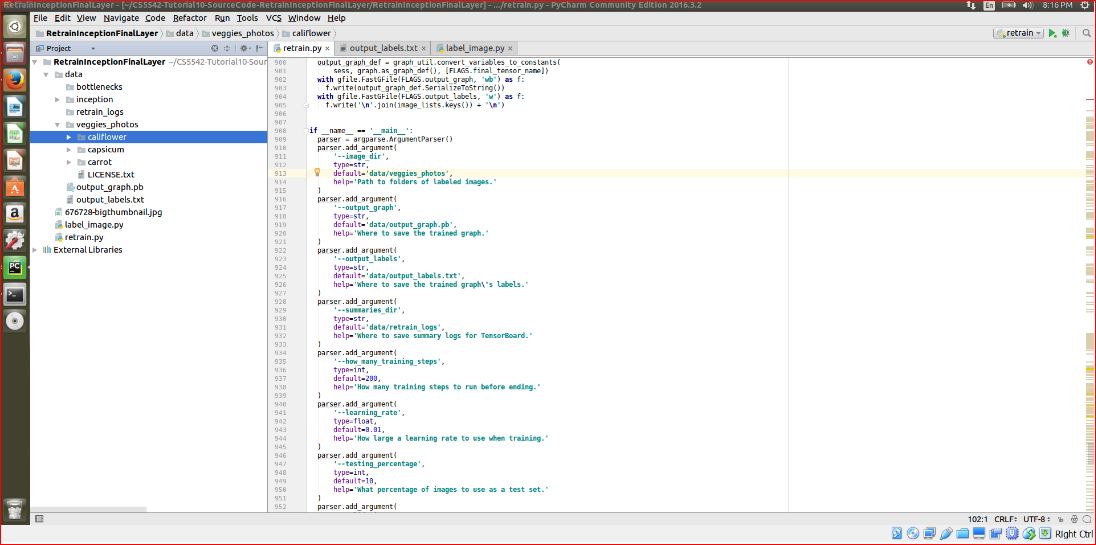 RetrainInceptionFinalLayer - [~/CS5542-Tutorial10-SourceCode-RetrainInceptionFinalLayer/RetrainInceptionFinalLayer] - .../retrain.py - PyCharm Community Edition 2016.3.2
En
8:16 PM
File Edit View Navigate Code Refactor Run Tools VCS Window Help
RetrainInceptionFinalLayer data veggies_photos califlower
retrain
Project
retrain.py output_labels.txt label_image.py
RetrainInceptionFinalLayer ~/CS5542-Tutorial10-Sour
data
bottlenecks
inception
retrain_logs
veggies_photos
califlower
capsicum
carrot
LICENSE.txt
output_graph.pb
output_labels.txt
676728-bigthumbnail.jpg
label_image.py
retrain.py
External Libraries
900 output_graph_def = graph_util.convert_variables_to_constants(
901 sess, graph.as_graph_def(), [FLAGS.final_tensor_name])
902 with gfile.FastGFile(FLAGS.output_graph, 'wb') as f:
903 f.write(output_graph_def.SerializeToString())
904 with gfile.FastGFile(FLAGS.output_labels, 'w') as f:
905 f.write('\n'.join(image_lists.keys()) + '\n')
906
907
908 if __name__ == '__main__':
909 parser = argparse.ArgumentParser()
910 parser.add_argument(
911 '--image_dir',
912 type=str,
913 default='data/veggies_photos',
914 help='Path to folders of labeled images.'
915 )
916 parser.add_argument(
917 '--output_graph',
918 type=str,
919 default='data/output_graph.pb',
920 help='Where to save the trained graph.'
921 )
922 parser.add_argument(
923 '--output_labels',
924 type=str,
925 default='data/output_labels.txt',
926 help='Where to save the trained graph\'s labels.'
927 )
928 parser.add_argument(
929 '--summaries_dir',
930 type=str,
931 default='data/retrain_logs',
932 help='Where to save summary logs for TensorBoard.'
933 )
934 parser.add_argument(
935 '--how_many_training_steps',
936 type=int,
937 default=200,
938 help='How many training steps to run before ending.'
939 )
940 parser.add_argument(
941 '--learning_rate',
942 type=float,
943 default=0.01,
944 help='How large a learning rate to use when training.'
945 )
946 parser.add_argument(
947 '--testing_percentage',
948 type=int,
949 default=10,
950 help='What percentage of images to use as a test set.'
951 )
952 parser.add_argument(
102:1 CRLF÷ UTF-8÷
Right Ctrl